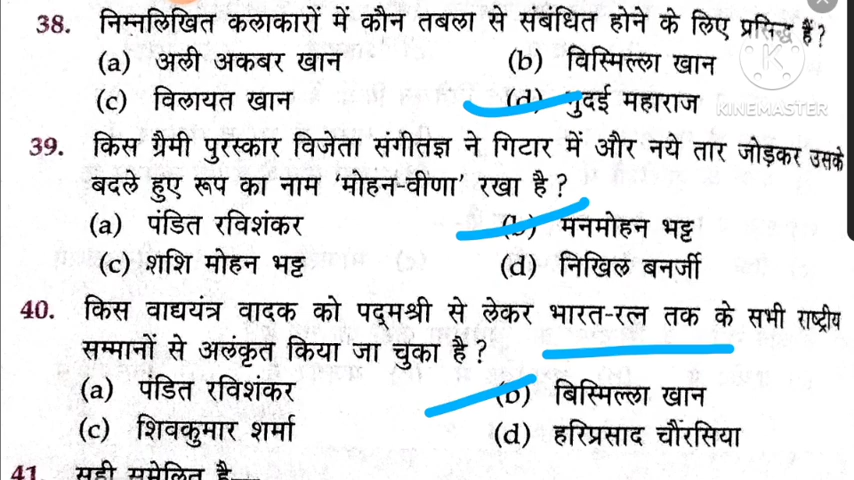 38. निम्नलिखित कलाकारों में कौन तबला से संबंधित होने के लिए प्रसिद्ध हैं?
(a) अली अकबर खान (b) विस्मिल्ला खान
(c) विलायत खान (d) गुदई महाराज
KINEMASTER
39. किस ग्रैमी पुरस्कार विजेता संगीतज्ञ ने गिटार में और नये तार जोड़कर उसके
बदले हुए रूप का नाम 'मोहन-वीणा' रखा है?
(a) पंडित रविशंकर (b) मनमोहन भट्ट
(c) शशि मोहन भट्ट (d) निखिल बनर्जी
40. किस वाद्ययंत्र वादक को पद्मश्री से लेकर भारत-रत्न तक के सभी राष्ट्रीय
सम्मानों से अलंकृत किया जा चुका है?
(a) पंडित रविशंकर (b) बिस्मिल्ला खान
(c) शिवकुमार शर्मा (d) हरिप्रसाद चौंरसिया
41. सही सुमेलित है